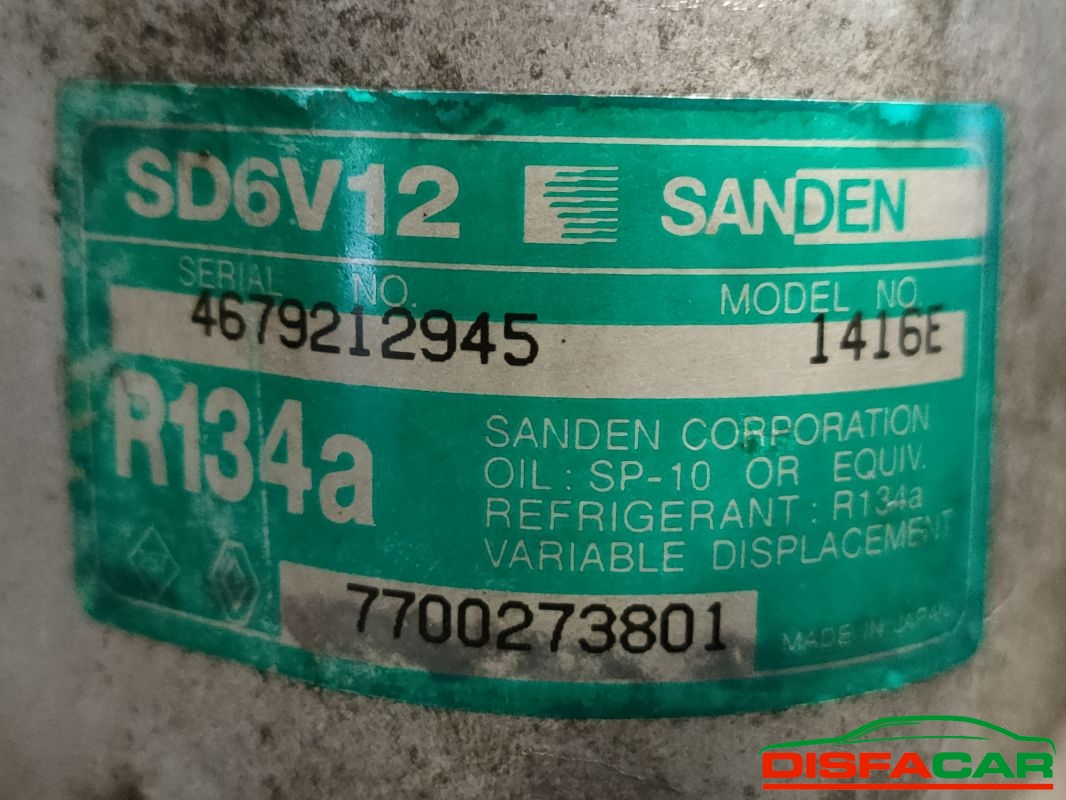 SD6V12 SANDEN
SERIAL NO. MODEL NO.
4679212945 1416E
R134a
SANDEN CORPORATION
OIL : SP-10 OR EQUIV.
REFRIGERANT : R134a
VARIABLE DISPLACEMENT
7700273801
MADE IN JAPAN
DISFACAR